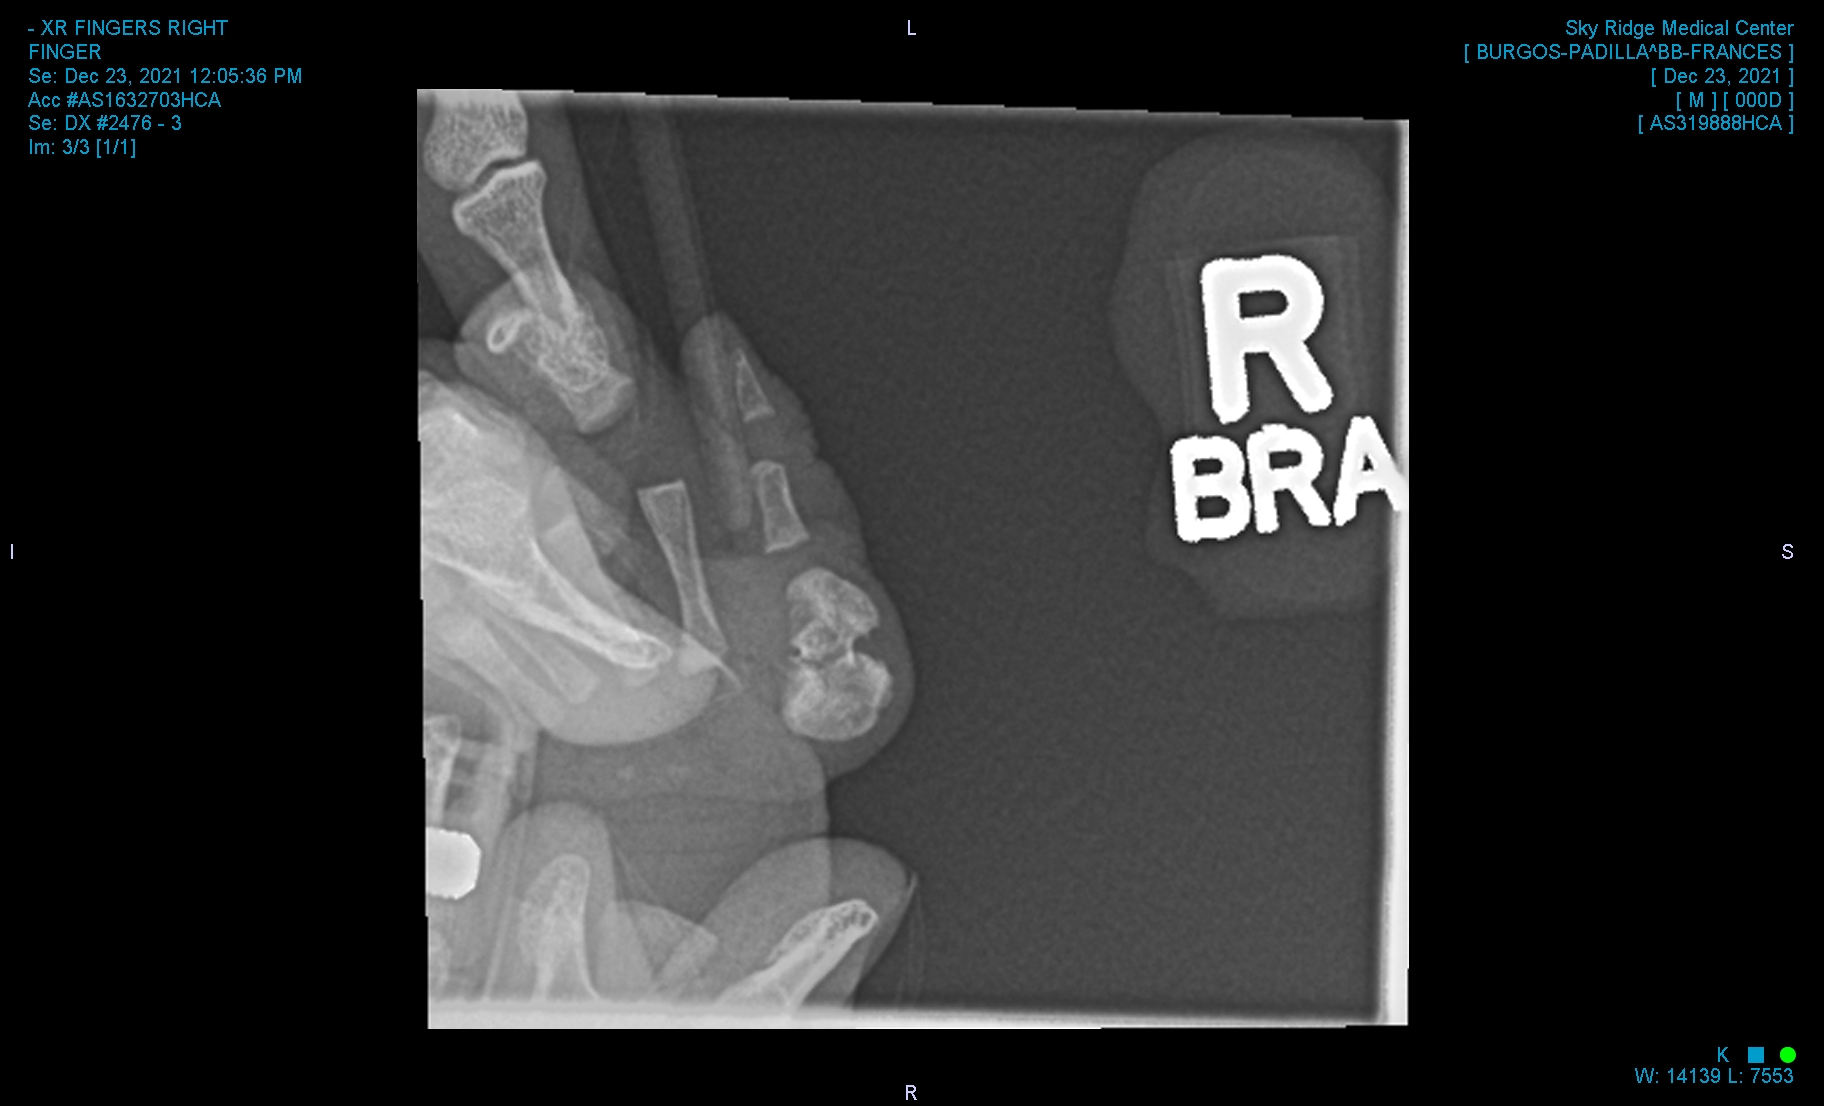 - XR FINGERS RIGHT
FINGER
Se: Dec 23, 2021 12:05:36 PM
Acc #AS1632703HCA
Se: DX #2476 - 3
Im: 3/3 [1/1]
L
Sky Ridge Medical Center
[ BURGOS-PADILLA^BB-FRANCES ]
[ Dec 23, 2021 ]
[ M ] [ 000D ]
[ AS319888HCA ]
R
BRA
I
S
K
W: 14139 L: 7553
R